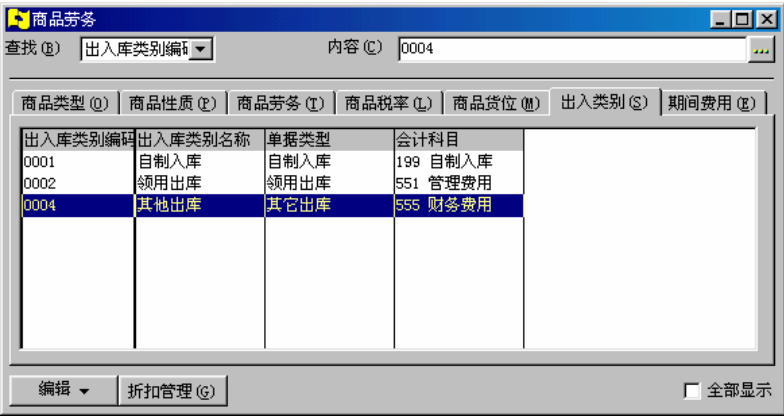 商品劳务
查找(B) 出入库类别编码 内容(C) 0004 ...
商品类型(O) 商品性质(P) 商品劳务(T) 商品税率(L) 商品货位(M) 出入类别(S) 期间费用(E)
出入库类别编码 出入库类别名称 单据类型 会计科目
0001 自制入库 自制入库 199 自制入库
0002 领用出库 领用出库 551 管理费用
0004 其他出库 其它出库 555 财务费用
编辑 折扣管理(G) 全部显示